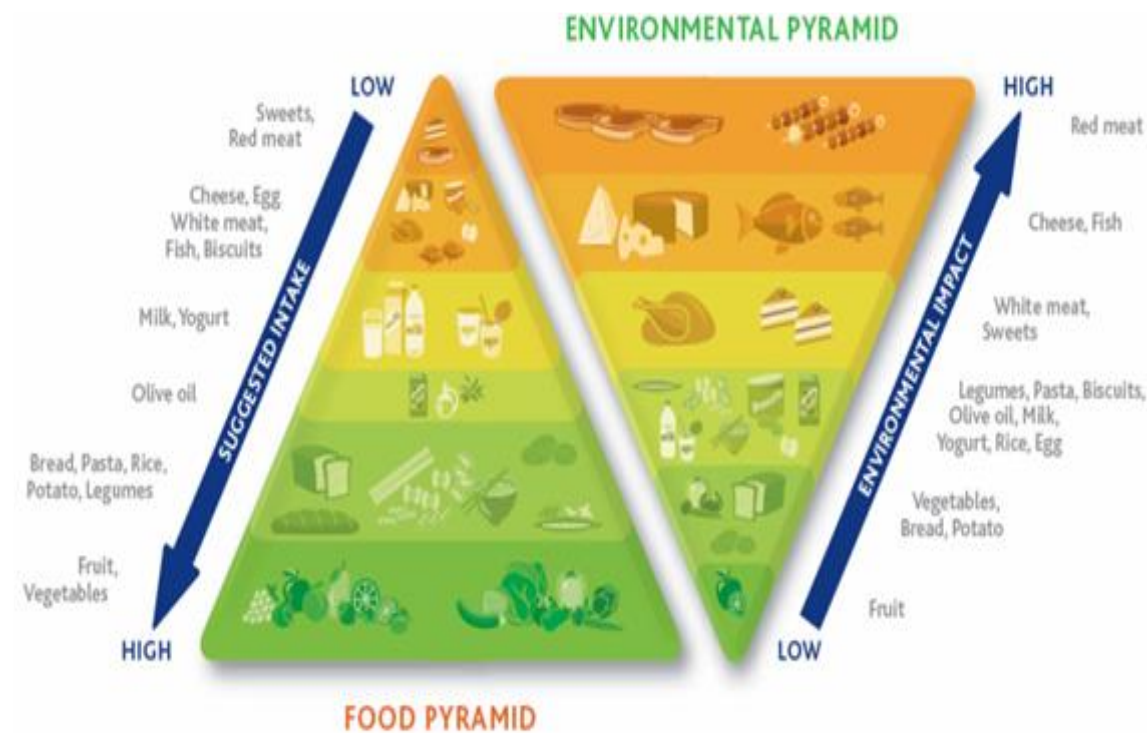 ENVIRONMENTAL PYRAMID
LOW
Sweets,
Red meat
Cheese, Egg
White meat,
Fish, Biscuits
Milk, Yogurt
Olive oil
Bread, Pasta, Rice,
Potato, Legumes
Fruit,
Vegetables
HIGH
SUGGESTED INTAKE
HIGH
Red meat
Cheese, Fish
White meat,
Sweets
Legumes, Pasta, Biscuits,
Olive oil, Milk,
Yogurt, Rice, Egg
Vegetables,
Bread, Potato
Fruit
LOW
ENVIRONMENTAL IMPACT
FOOD PYRAMID